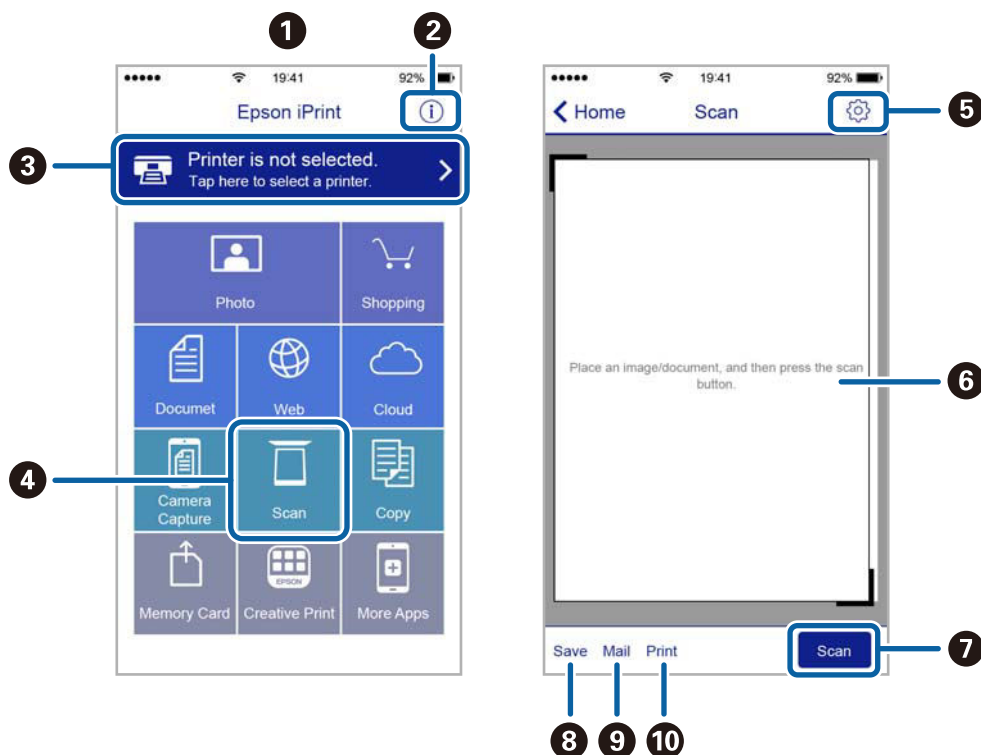 1
2
19:41
92%
Epson iPrint
i
3
Printer is not selected.
Tap here to select a printer.
Photo
Shopping
Documet
Web
Cloud
4
Camera
Capture
Scan
Copy
EPSON
Memory Card
Creative Print
More Apps
19:41
92%
Home
Scan
5
Place an image/document, and then press the scan
button.
6
Save Mail Print
Scan
7
8
9
10